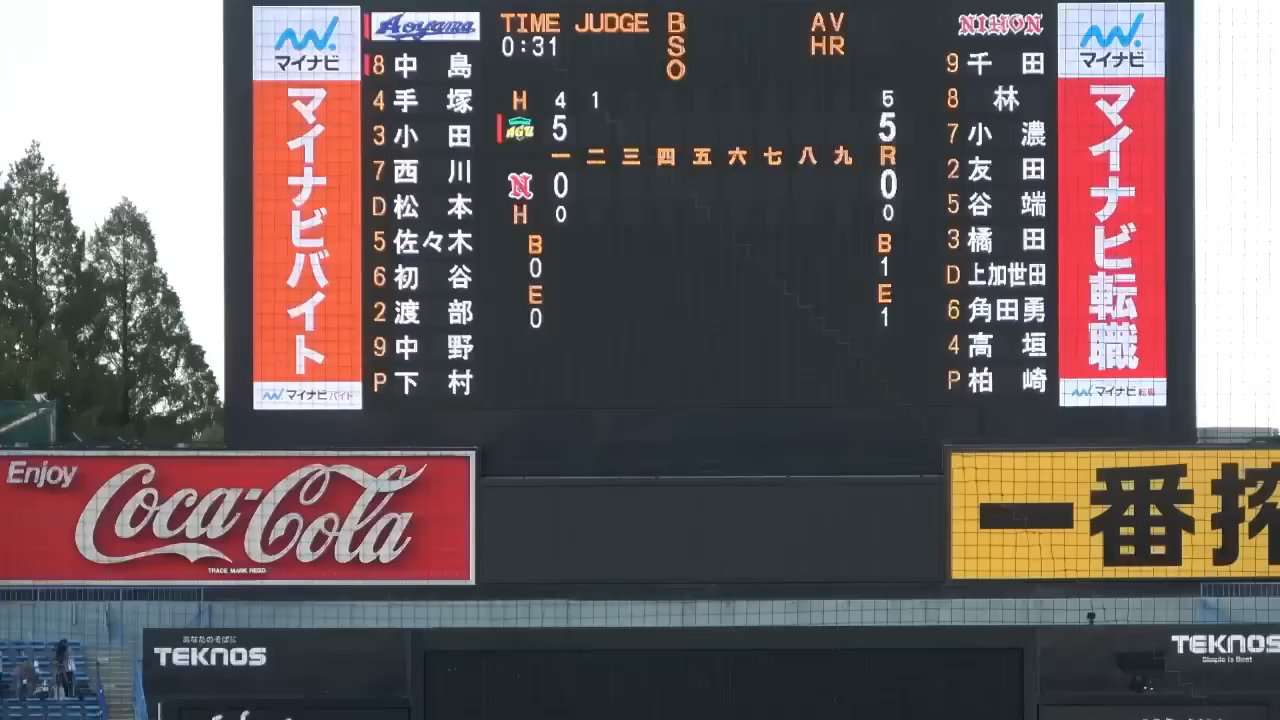 マイナビ
マイナビバイト
マイナビバイト
Aoyama
8 中島
4 手塚
3 小田
7 西川
D 松本
5 佐々木
6 初谷
2 渡部
9 中野
P 下村
TIME JUDGE B AV
0:31 S HR
O
H 4 1 5
AGU 5 5
一 二 三 四 五 六 七 八 九 R
N 0 0
H 0 0
B B
0 1
E E
0 1
NIHON
9 千田
8 林
7 小濃
2 友田
5 谷端
3 橘田
D 上加世田
6 角田勇
4 高垣
P 柏崎
マイナビ
マイナビ転職
マイナビ転職
Enjoy
Coca-Cola
TRADE MARK REGD
一番搾
あなたのそばに
TEKNOS
TEKNOS
Simple is Best